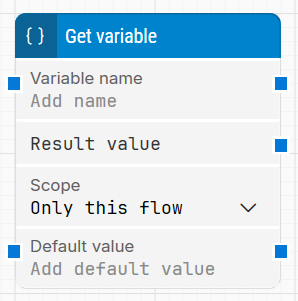 { } Get variable
Variable name
Add name
Result value
Scope
Only this flow
Default value
Add default value